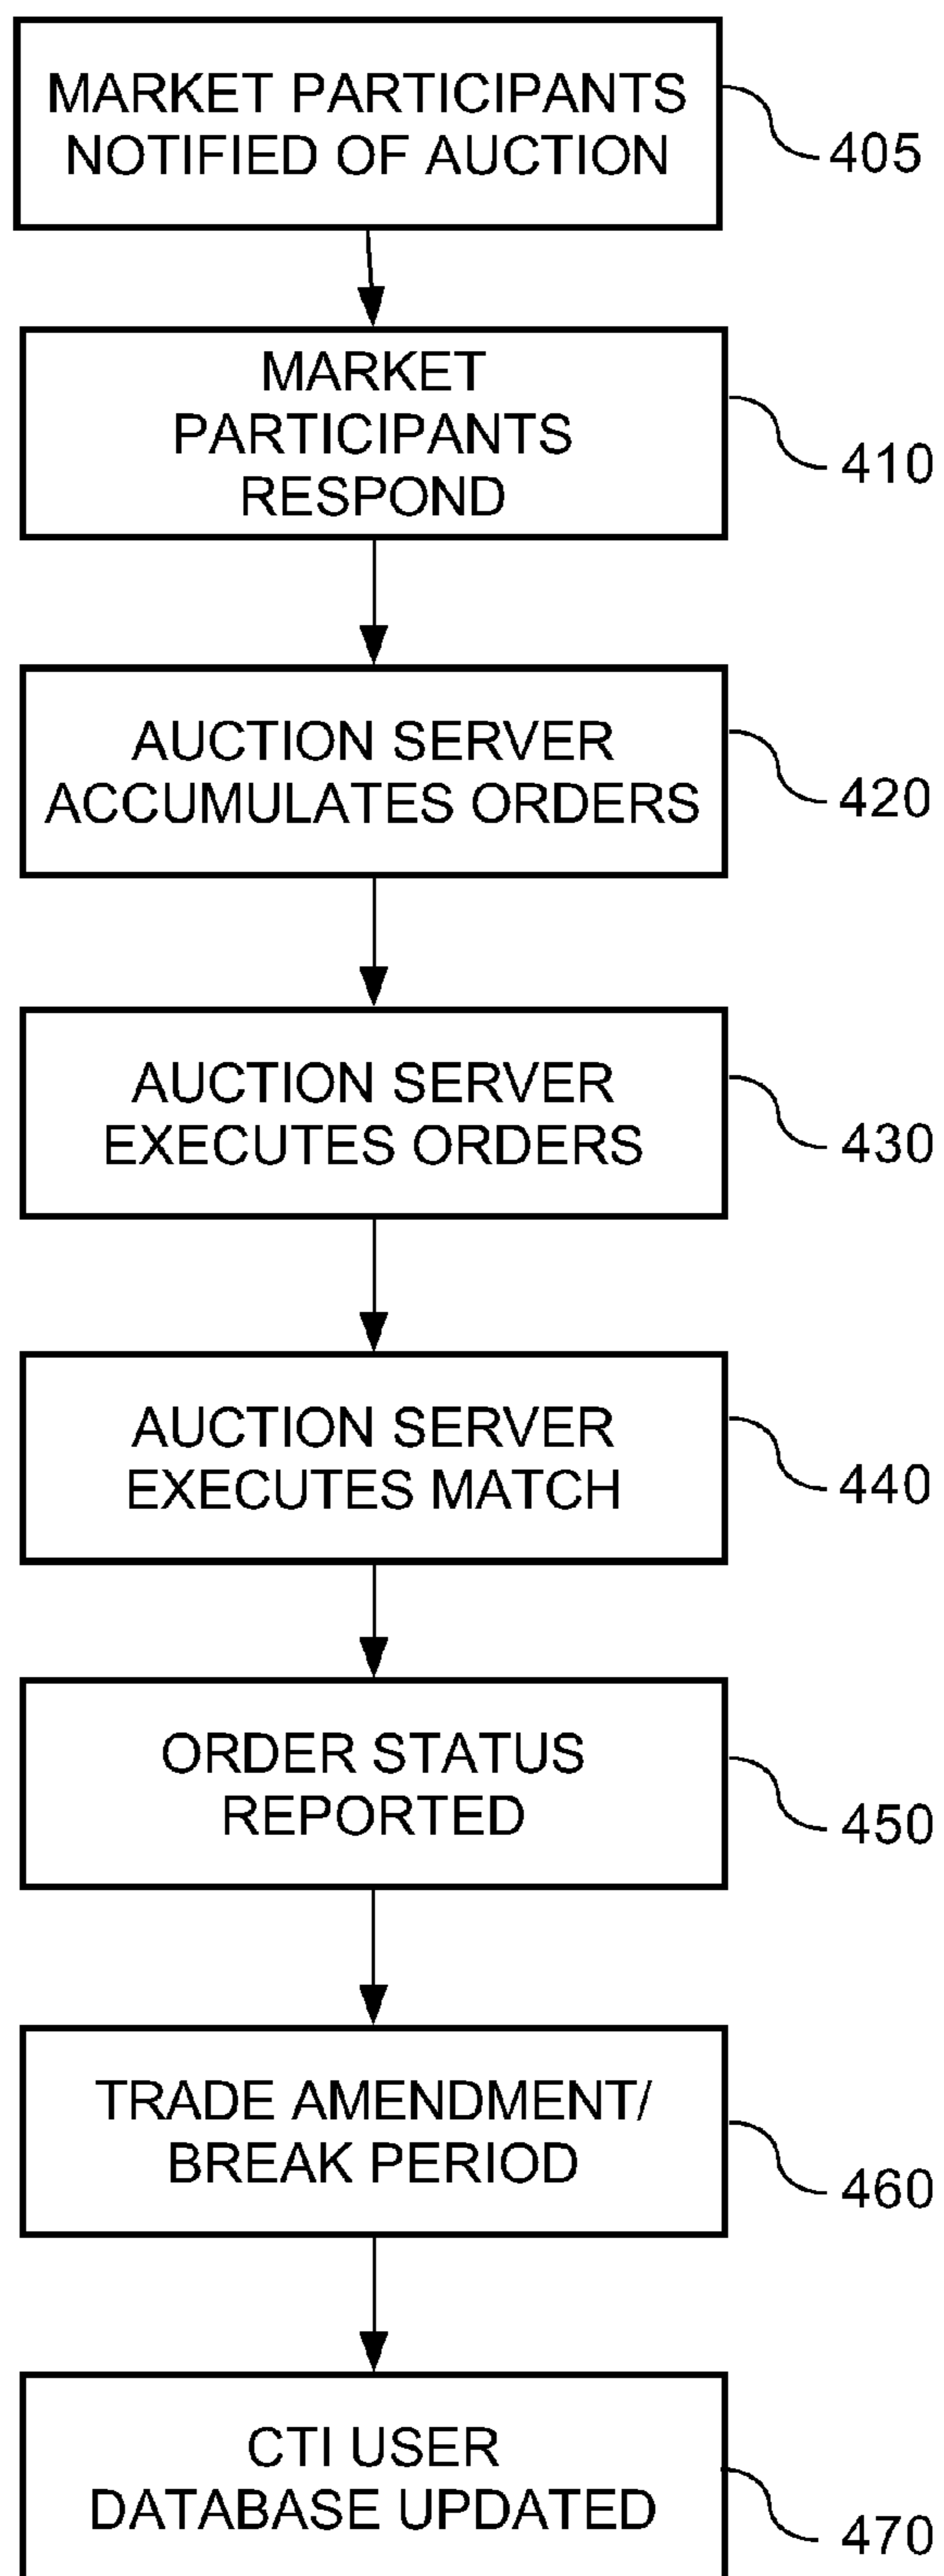 MARKET PARTICIPANTS
NOTIFIED OF AUCTION
405
MARKET
PARTICIPANTS
RESPOND
410
AUCTION SERVER
ACCUMULATES ORDERS
420
AUCTION SERVER
EXECUTES ORDERS
430
AUCTION SERVER
EXECUTES MATCH
440
ORDER STATUS
REPORTED
450
TRADE AMENDMENT/
BREAK PERIOD
460
CTI USER
DATABASE UPDATED
470